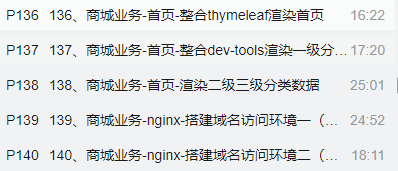 P136 136、商城业务-首页-整合thymeleaf渲染首页 16:22
P137 137、商城业务-首页-整合dev-tools渲染一级分... 17:20
P138 138、商城业务-首页-渲染二级三级分类数据 25:01
P139 139、商城业务-nginx-搭建域名访问环境一（... 24:52
P140 140、商城业务-nginx-搭建域名访问环境二（... 18:11